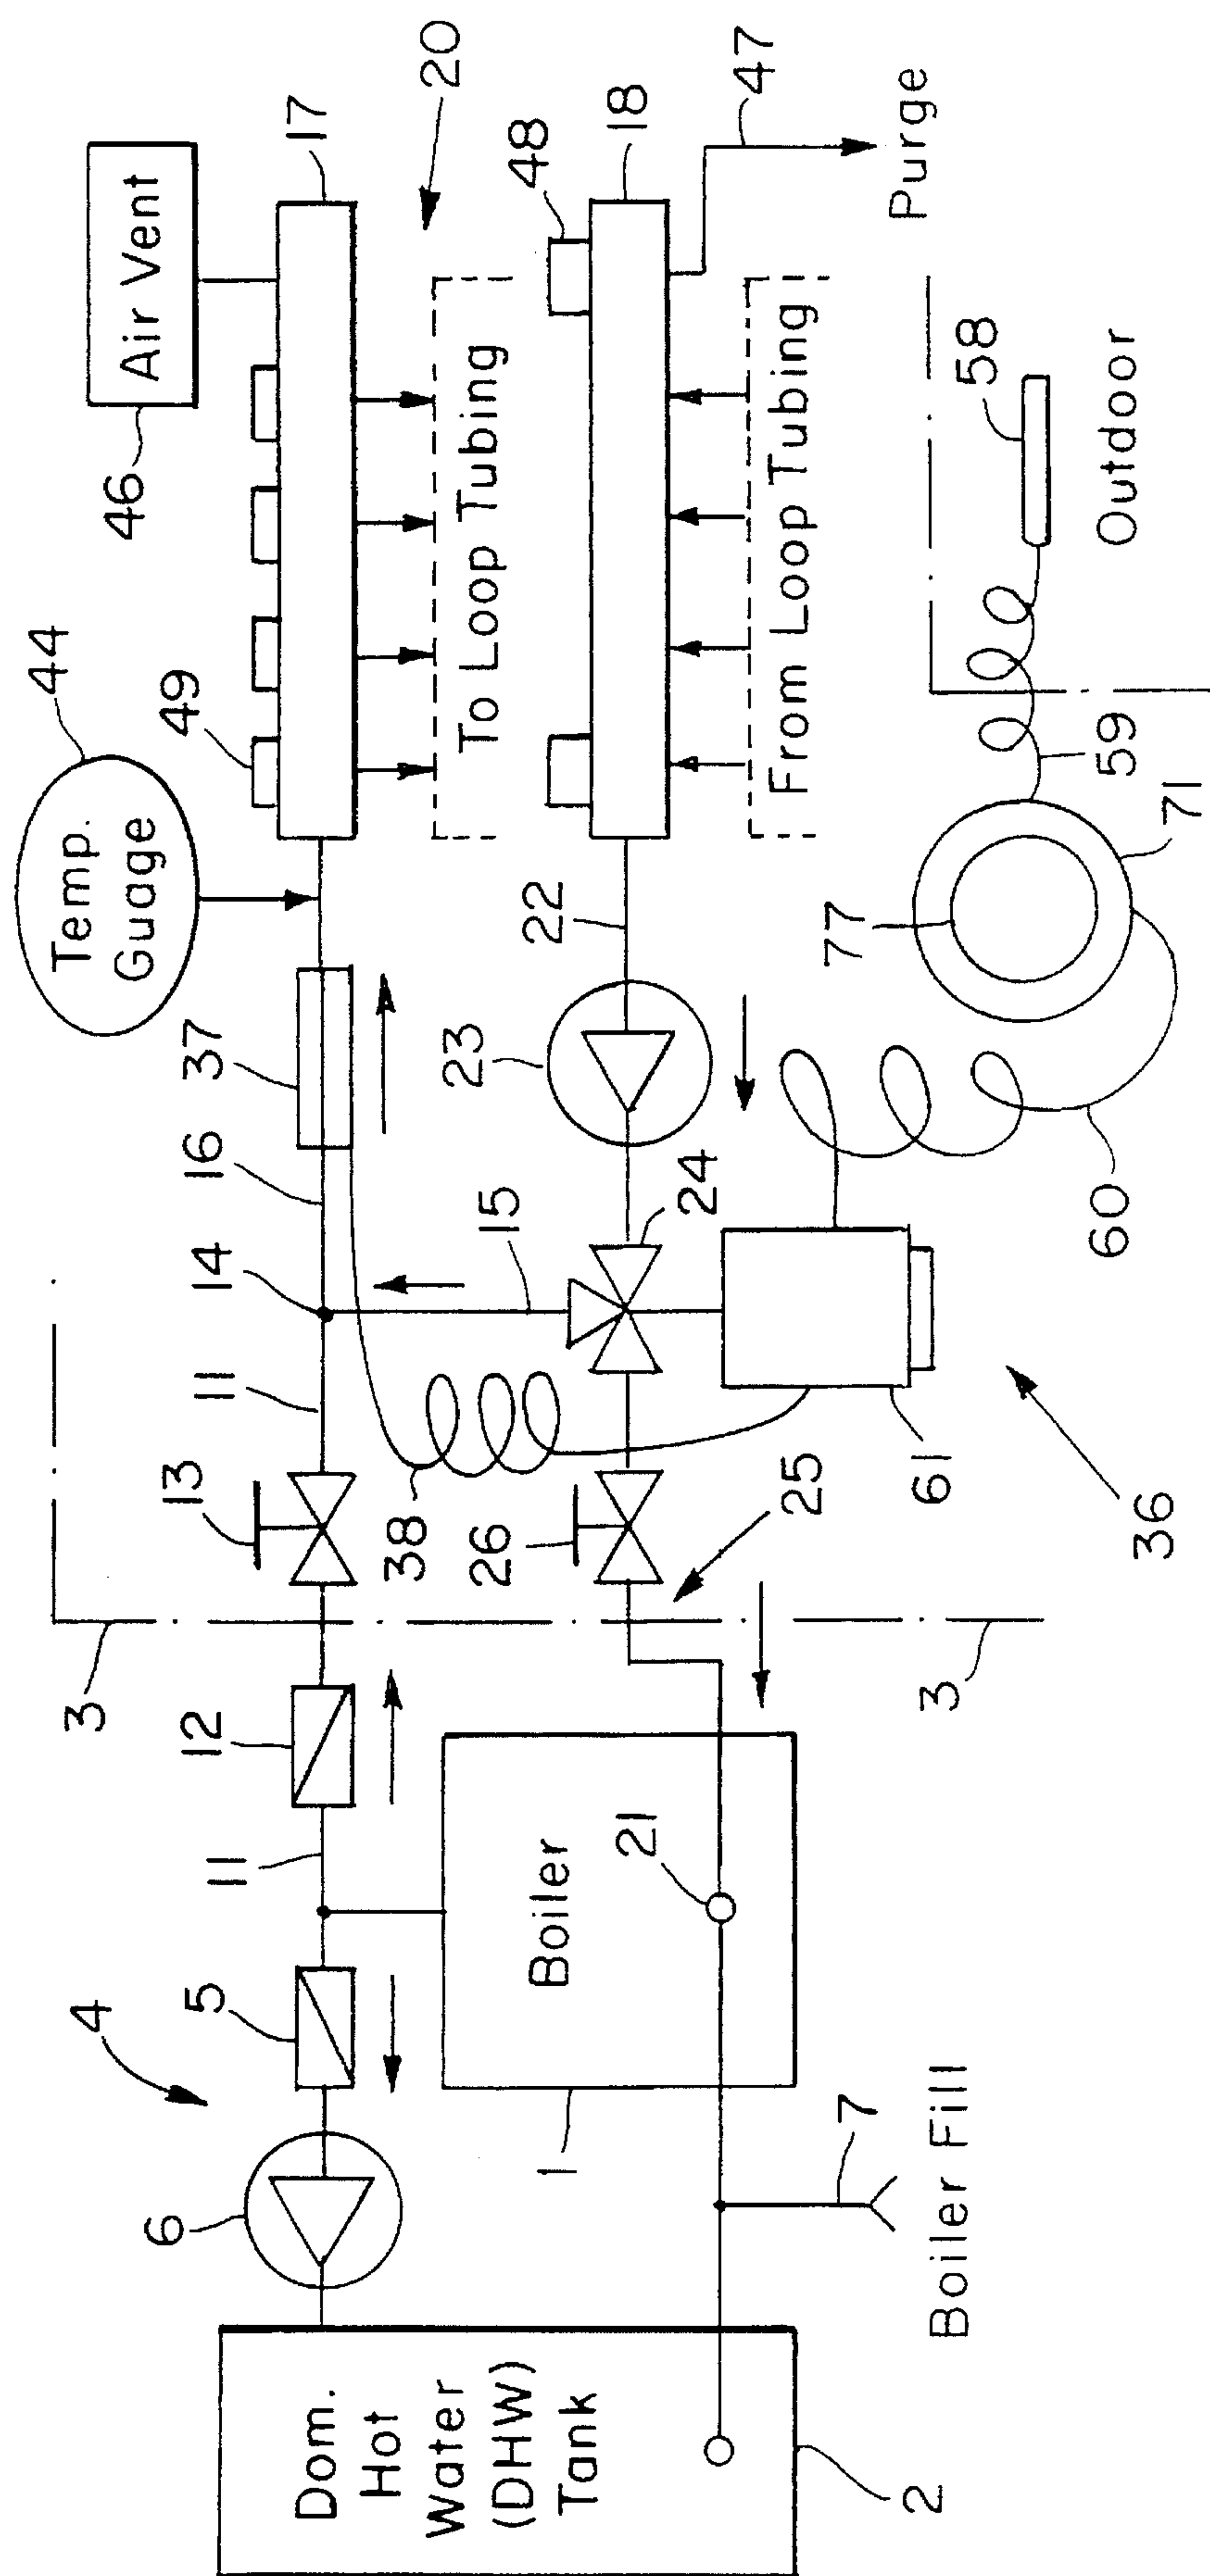 Air Vent
46
17
20
44
Temp.
Guage
49
To Loop Tubing
48
18
47
Purge
From Loop Tubing
58
Outdoor
59
71
77
22
23
37
16
14
15
24
60
11
13
38
26
25
61
36
3
3
12
11
Boiler
21
1
4
5
6
7
Boiler Fill
Dom.
Hot
Water
(DHW)
Tank
2